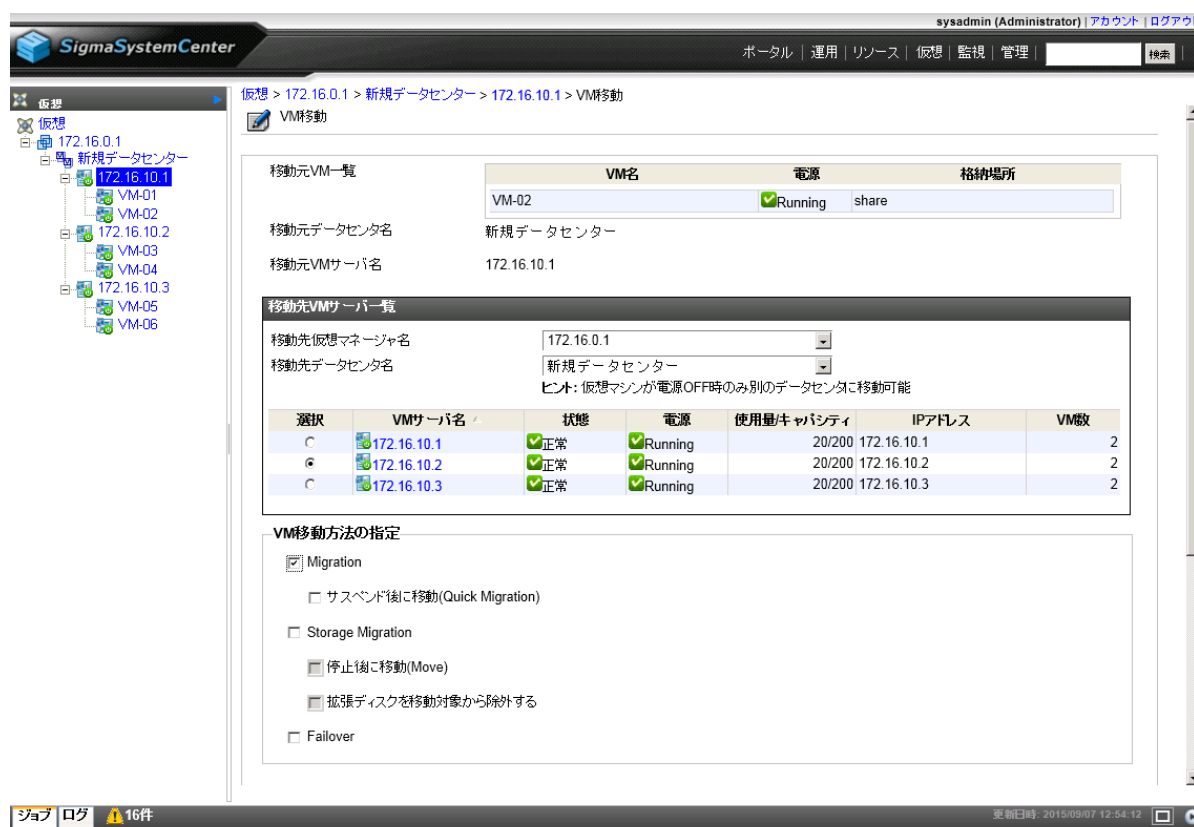 sysadmin (Administrator) | アカウント | ログアウ
SigmaSystemCenter
ポータル | 運用 | リソース | 仮想 | 監視 | 管理 | 検索
仮想
仮想
172.16.0.1
新規データセンター
172.16.10.1
VM-01
VM-02
172.16.10.2
VM-03
VM-04
172.16.10.3
VM-05
VM-06
仮想 > 172.16.0.1 > 新規データセンター > 172.16.10.1 > VM移動
VM移動
移動元VM一覧
VM名 電源 格納場所
VM-02 Running share
移動元データセンタ名 新規データセンター
移動元VMサーバ名 172.16.10.1
移動先VMサーバ一覧
移動先仮想マネージャ名 172.16.0.1
移動先データセンタ名 新規データセンター
ヒント: 仮想マシンが電源OFF時のみ別のデータセンタに移動可能
選択 VMサーバ名 状態 電源 使用量/キャパシティ IPアドレス VM数
172.16.10.1 正常 Running 20/200 172.16.10.1 2
172.16.10.2 正常 Running 20/200 172.16.10.2 2
172.16.10.3 正常 Running 20/200 172.16.10.3 2
VM移動方法の指定
Migration
サスペンド後に移動(Quick Migration)
Storage Migration
停止後に移動(Move)
拡張ディスクを移動対象から除外する
Failover
ジョブ ログ 16件 更新日時: 2015/09/07 12:54:12